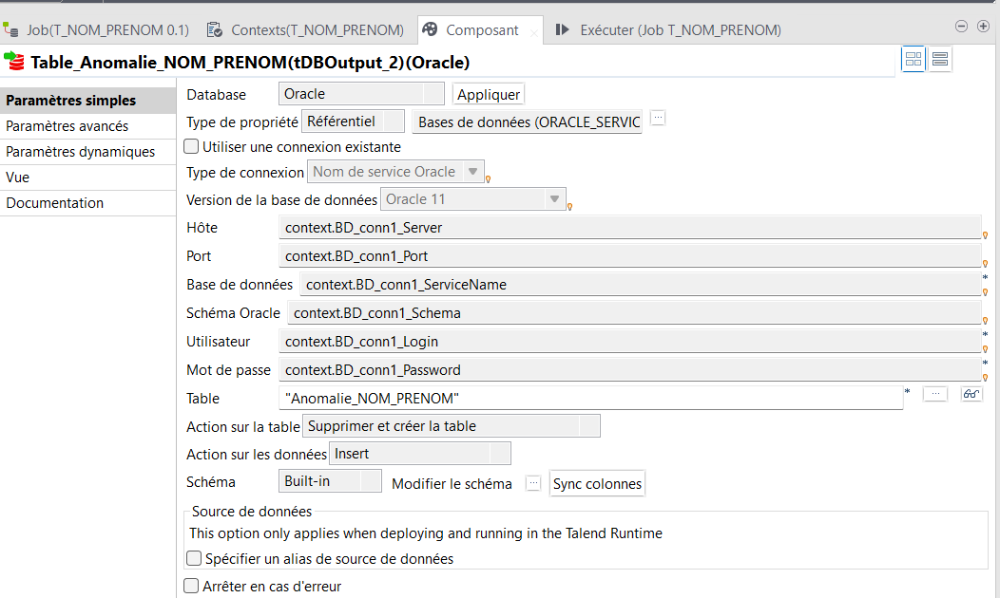 Job(T_NOM_PRENOM 0.1) Contexts(T_NOM_PRENOM) Composant Exécuter (Job T_NOM_PRENOM)
Table_Anomalie_NOM_PRENOM(tDBOutput_2)(Oracle)
Paramètres simples
Paramètres avancés
Paramètres dynamiques
Vue
Documentation
Database Oracle Appliquer
Type de propriété Référentiel Bases de données (ORACLE_SERVIC ...
Utiliser une connexion existante
Type de connexion Nom de service Oracle
Version de la base de données Oracle 11
Hôte context.BD_conn1_Server
Port context.BD_conn1_Port
Base de données context.BD_conn1_ServiceName *
Schéma Oracle context.BD_conn1_Schema
Utilisateur context.BD_conn1_Login *
Mot de passe context.BD_conn1_Password *
Table "Anomalie_NOM_PRENOM" * ...
Action sur la table Supprimer et créer la table
Action sur les données Insert
Schéma Built-in Modifier le schéma ... Sync colonnes
Source de données
This option only applies when deploying and running in the Talend Runtime
Spécifier un alias de source de données
Arrêter en cas d'erreur